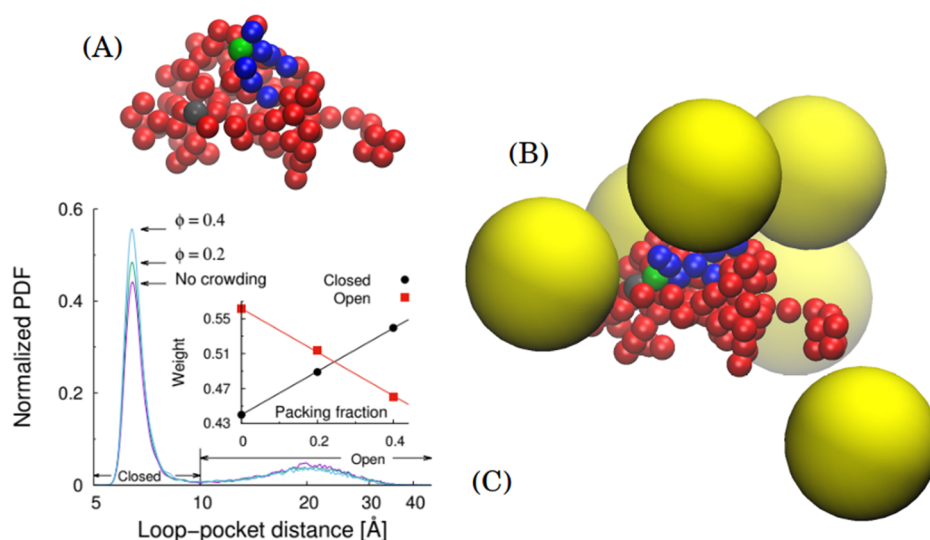 (A)
(B)
0.6
ϕ = 0.4
ϕ = 0.2
No crowding
Closed
Open
0.4
0.2
0
Normalized PDF
0.55
0.51
0.47
0.43
Weight
Packing fraction
0 0.2 0.4
Closed
Open
5 10 20 30 40
Loop–pocket distance [Å]
(C)